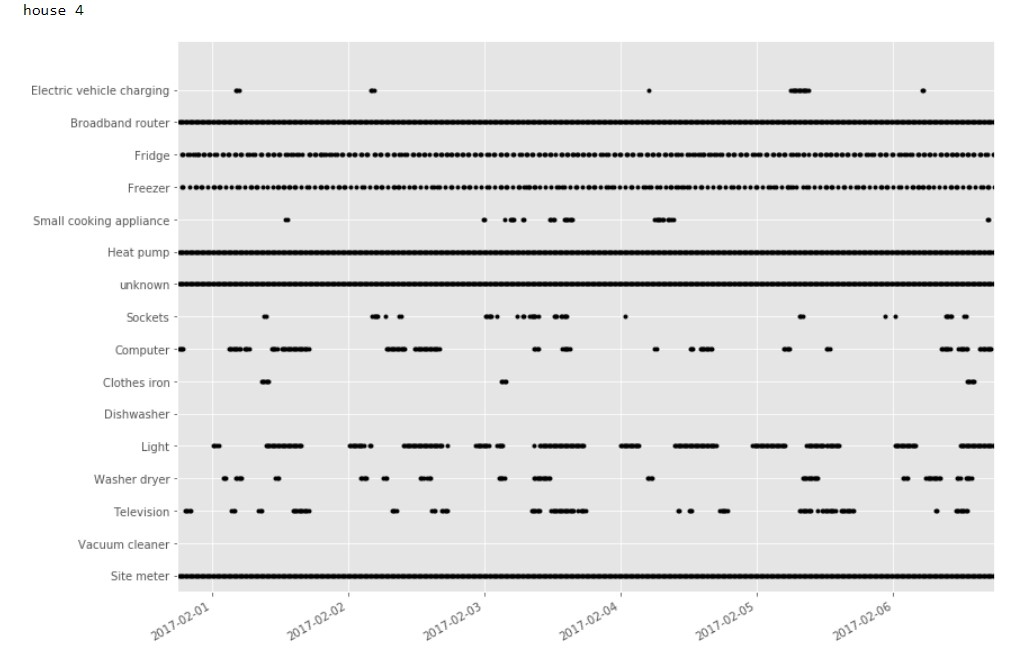 house 4
Electric vehicle charging
Broadband router
Fridge
Freezer
Small cooking appliance
Heat pump
unknown
Sockets
Computer
Clothes iron
Dishwasher
Light
Washer dryer
Television
Vacuum cleaner
Site meter
2017-02-01
2017-02-02
2017-02-03
2017-02-04
2017-02-05
2017-02-06